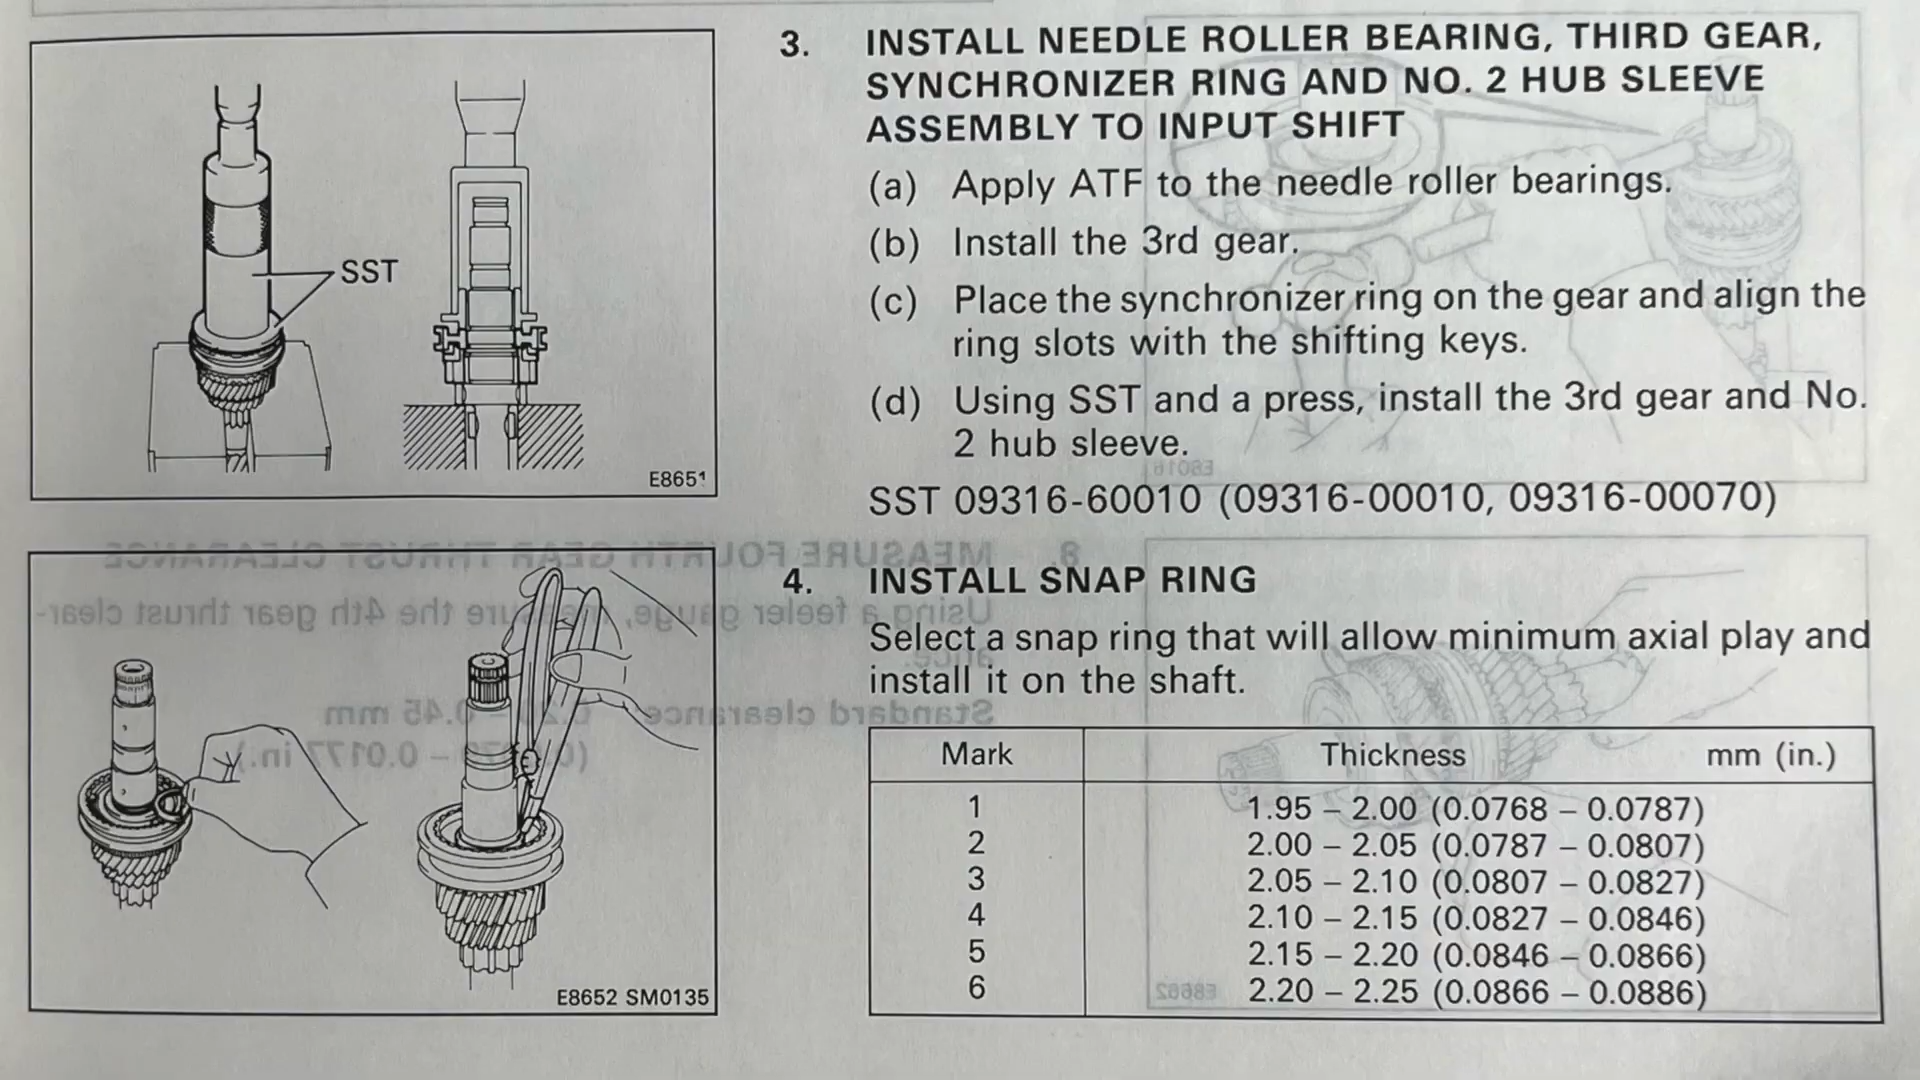 3. INSTALL NEEDLE ROLLER BEARING, THIRD GEAR,
SYNCHRONIZER RING AND NO. 2 HUB SLEEVE
ASSEMBLY TO INPUT SHIFT
(a) Apply ATF to the needle roller bearings.
(b) Install the 3rd gear.
(c) Place the synchronizer ring on the gear and align the
ring slots with the shifting keys.
(d) Using SST and a press, install the 3rd gear and No.
2 hub sleeve.
SST 09316-60010 (09316-00010, 09316-00070)
SST
E8651
4. INSTALL SNAP RING
Select a snap ring that will allow minimum axial play and
install it on the shaft.
Mark Thickness mm (in.)
1 1.95 – 2.00 (0.0768 – 0.0787)
2 2.00 – 2.05 (0.0787 – 0.0807)
3 2.05 – 2.10 (0.0807 – 0.0827)
4 2.10 – 2.15 (0.0827 – 0.0846)
5 2.15 – 2.20 (0.0846 – 0.0866)
6 2.20 – 2.25 (0.0866 – 0.0886)
E8652 SM0135